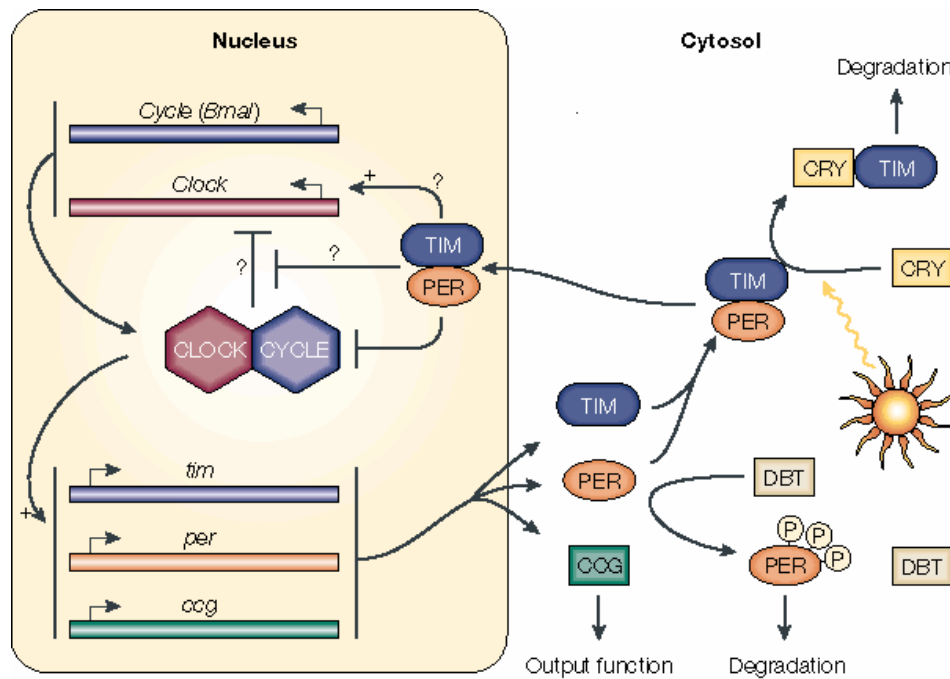 Nucleus
Cytosol
Degradation
Cycle (Bmal)
CRY
TIM
Clock
+
?
TIM
PER
?
?
TIM
PER
CRY
CLOCK
CYCLE
TIM
tim
PER
DBT
+
per
CCG
PER
P
P
P
DBT
ccg
Output function
Degradation